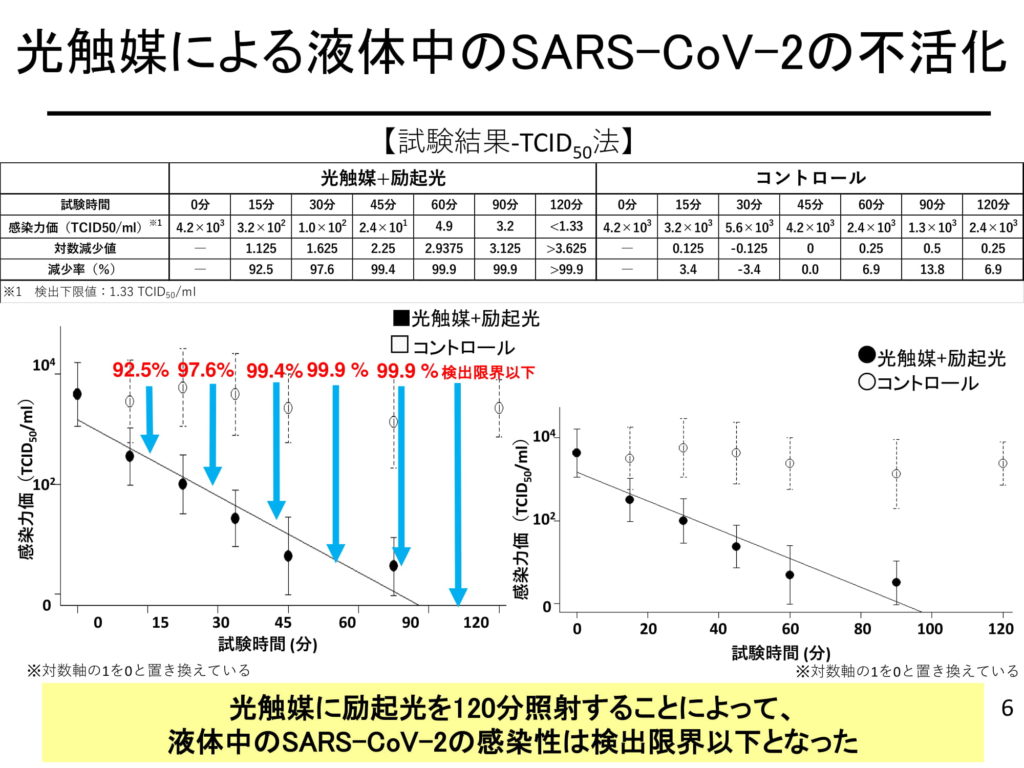 光触媒による液体中のSARS-CoV-2の不活化
【試験結果-TCID50法】
光触媒+励起光 コントロール
試験時間 0分 15分 30分 45分 60分 90分 120分 0分 15分 30分 45分 60分 90分 120分
感染力価（TCID50/ml）※1 4.2×10³ 3.2×10² 1.0×10² 2.4×10¹ 4.9 3.2 <1.33 4.2×10³ 3.2×10³ 5.6×10³ 4.2×10³ 2.4×10³ 1.3×10³ 2.4×10³
対数減少値 ― 1.125 1.625 2.25 2.9375 3.125 >3.625 ― 0.125 -0.125 0 0.25 0.5 0.25
減少率（%） ― 92.5 97.6 99.4 99.9 99.9 >99.9 ― 3.4 -3.4 0.0 6.9 13.8 6.9
※1 検出下限値：1.33 TCID50/ml
■光触媒+励起光
□コントロール
92.5% 97.6% 99.4% 99.9 % 99.9 % 検出限界以下
10⁴
10²
0
感染力価（TCID50/ml）
0 15 30 45 60 90 120
試験時間 (分)
※対数軸の1を0と置き換えている
●光触媒+励起光
○コントロール
10⁴
10²
0
感染力価（TCID50/ml）
0 20 40 60 80 100 120
試験時間 (分)
※対数軸の1を0と置き換えている
光触媒に励起光を120分照射することによって、
液体中のSARS-CoV-2の感染性は検出限界以下となった
6